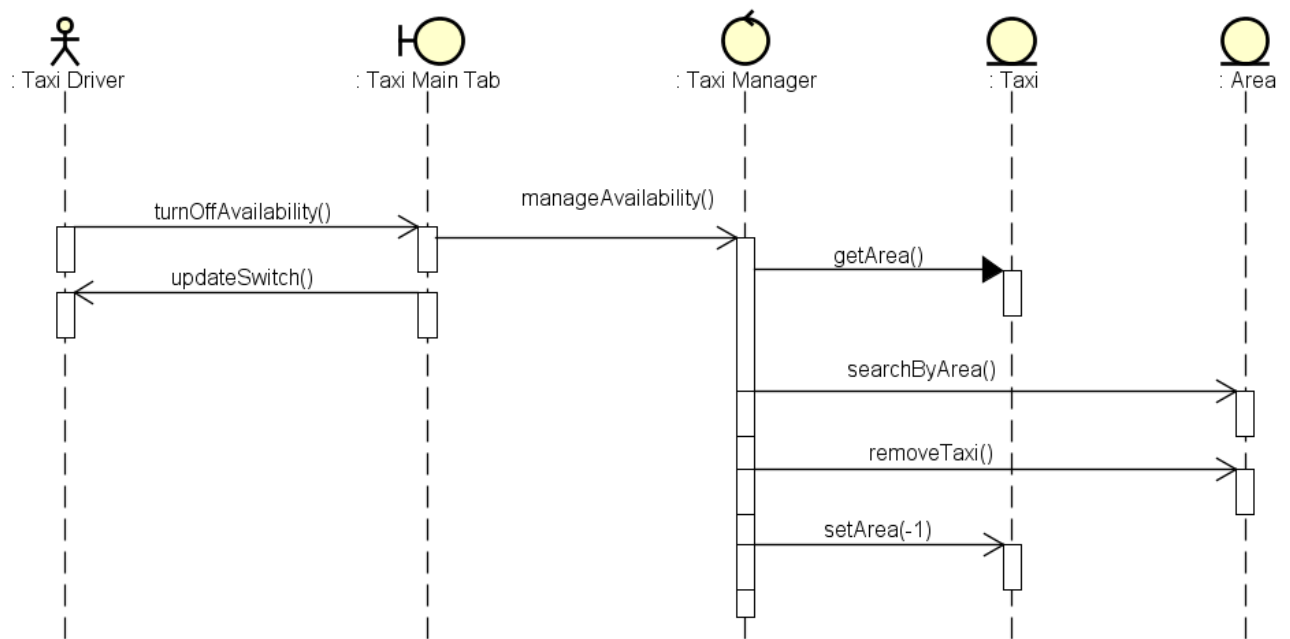 : Taxi Driver
: Taxi Main Tab
: Taxi Manager
: Taxi
: Area
turnOffAvailability()
manageAvailability()
getArea()
updateSwitch()
searchByArea()
removeTaxi()
setArea(-1)